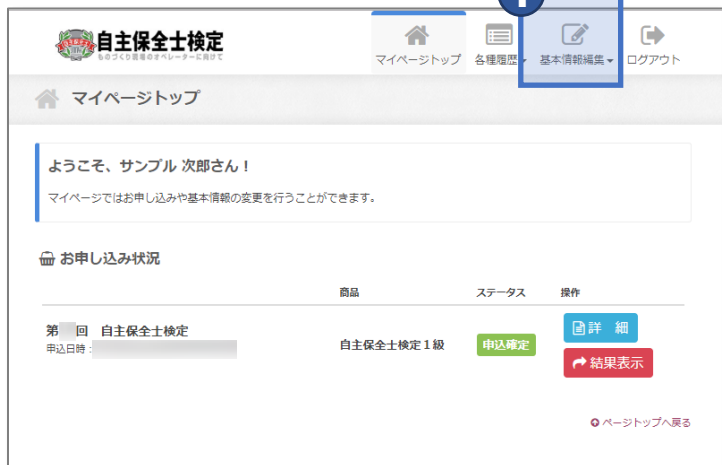 自主保全士検定
ものづくり現場のオペレーターに向けて
マイページトップ
各種履歴
基本情報編集
ログアウト
マイページトップ
ようこそ、サンプル 次郎さん！
マイページではお申し込みや基本情報の変更を行うことができます。
お申し込み状況
商品 ステータス 操作
第 回 自主保全士検定
申込日時：
自主保全士検定１級
申込確定
詳 細
結果表示
ページトップへ戻る